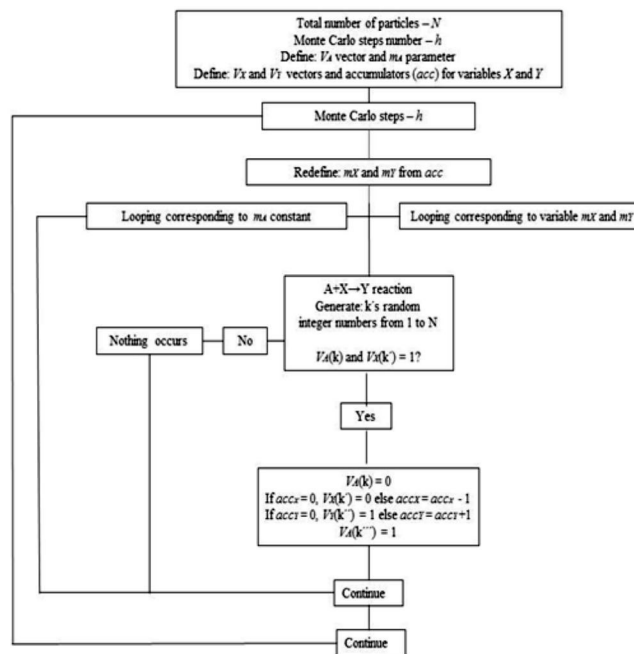 Total number of particles – N
Monte Carlo steps number – h
Define: VA vector and mA parameter
Define: VX and VY vectors and accumulators (acc) for variables X and Y
Monte Carlo steps – h
Redefine: mX and mY from acc
Looping corresponding to mA constant
Looping corresponding to variable mX and mY
A+X→Y reaction
Generate: k's random
integer numbers from 1 to N
VA(k) and VX(k') = 1?
Nothing occurs
No
Yes
VA(k) = 0
If accX = 0, VX(k') = 0 else accX = accX - 1
If accY = 0, VY(k'') = 1 else accY = accY+1
VA(k''') = 1
Continue
Continue